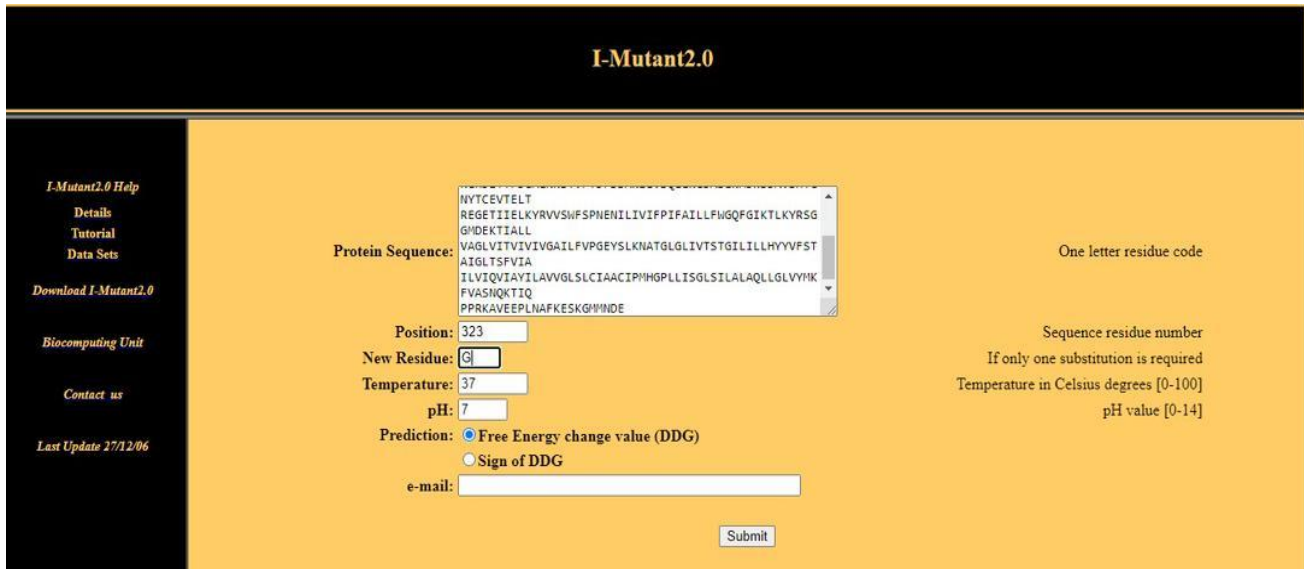 I-Mutant2.0
I-Mutant2.0 Help
Details
Tutorial
Data Sets
Download I-Mutant2.0
Biocomputing Unit
Contact us
Last Update 27/12/06
Protein Sequence:
NYTCEVTELT
REGETIIELKYRVVSWFSPNENILIVIFPIFAILLFWGQFGIKTLKYRSG
GMDEKTIALL
VAGLVITVIVIVGAILFVPGEYSLKNATGLGLIVTSTGILILLHYYVFST
AIGLTSFVIA
ILVIQVIAYILAVVGLSLCIAACIPMHGPLLISGLSILALAQLLGLVYMK
FVASNQKTIQ
PPRKAVEEPLNAFKESKGMMNDE
One letter residue code
Position: 323 Sequence residue number
New Residue: G If only one substitution is required
Temperature: 37 Temperature in Celsius degrees [0-100]
pH: 7 pH value [0-14]
Prediction: Free Energy change value (DDG)
Sign of DDG
e-mail:
Submit